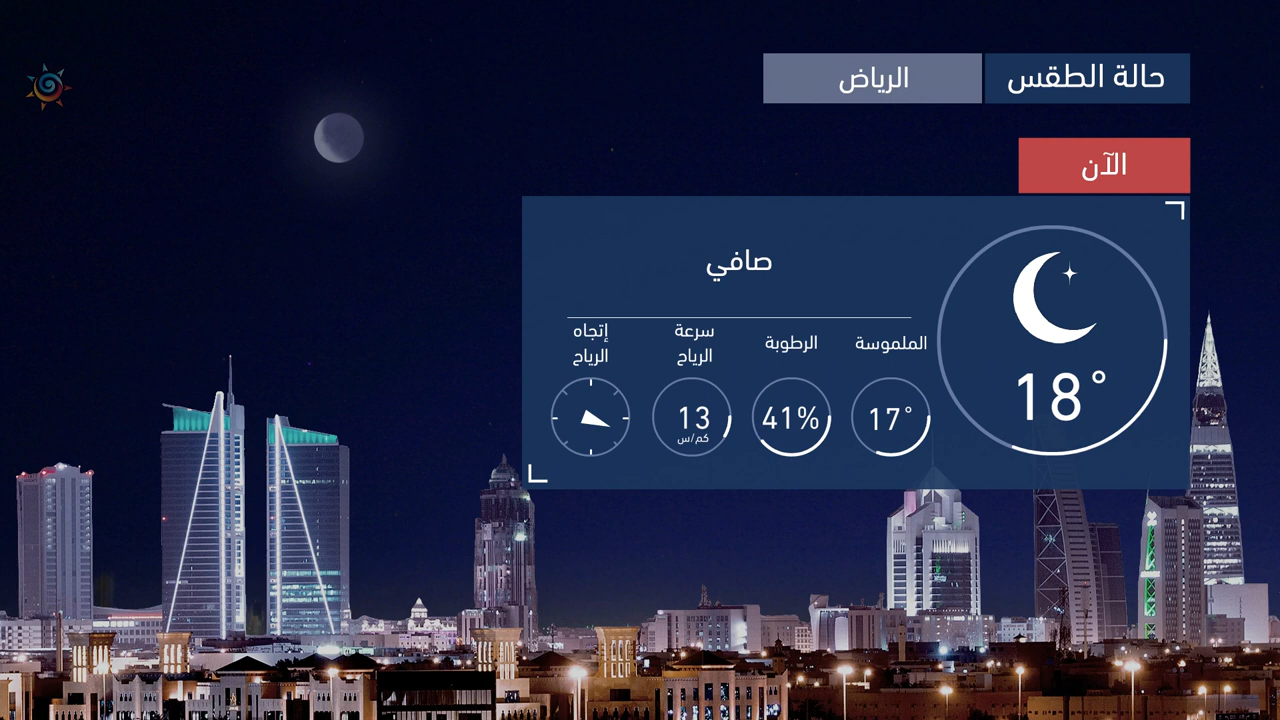 حالة الطقس
الرياض
الآن
صافي
18°
الملموسة
17°
الرطوبة
41%
سرعة
الرياح
13
كم/س
إتجاه
الرياح